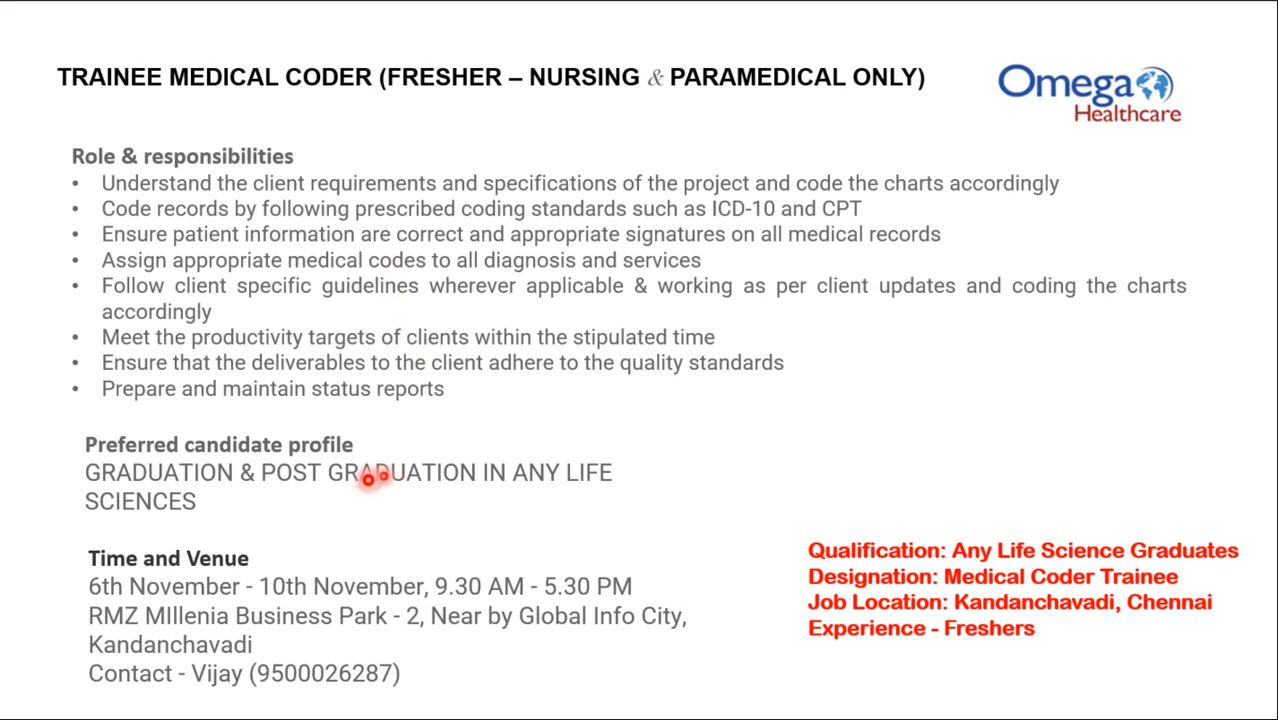 TRAINEE MEDICAL CODER (FRESHER – NURSING & PARAMEDICAL ONLY)
Omega
Healthcare
Role & responsibilities
• Understand the client requirements and specifications of the project and code the charts accordingly
• Code records by following prescribed coding standards such as ICD-10 and CPT
• Ensure patient information are correct and appropriate signatures on all medical records
• Assign appropriate medical codes to all diagnosis and services
• Follow client specific guidelines wherever applicable & working as per client updates and coding the charts
accordingly
• Meet the productivity targets of clients within the stipulated time
• Ensure that the deliverables to the client adhere to the quality standards
• Prepare and maintain status reports
Preferred candidate profile
GRADUATION & POST GRADUATION IN ANY LIFE
SCIENCES
Time and Venue
6th November - 10th November, 9.30 AM - 5.30 PM
RMZ MIllenia Business Park - 2, Near by Global Info City,
Kandanchavadi
Contact - Vijay (9500026287)
Qualification: Any Life Science Graduates
Designation: Medical Coder Trainee
Job Location: Kandanchavadi, Chennai
Experience - Freshers